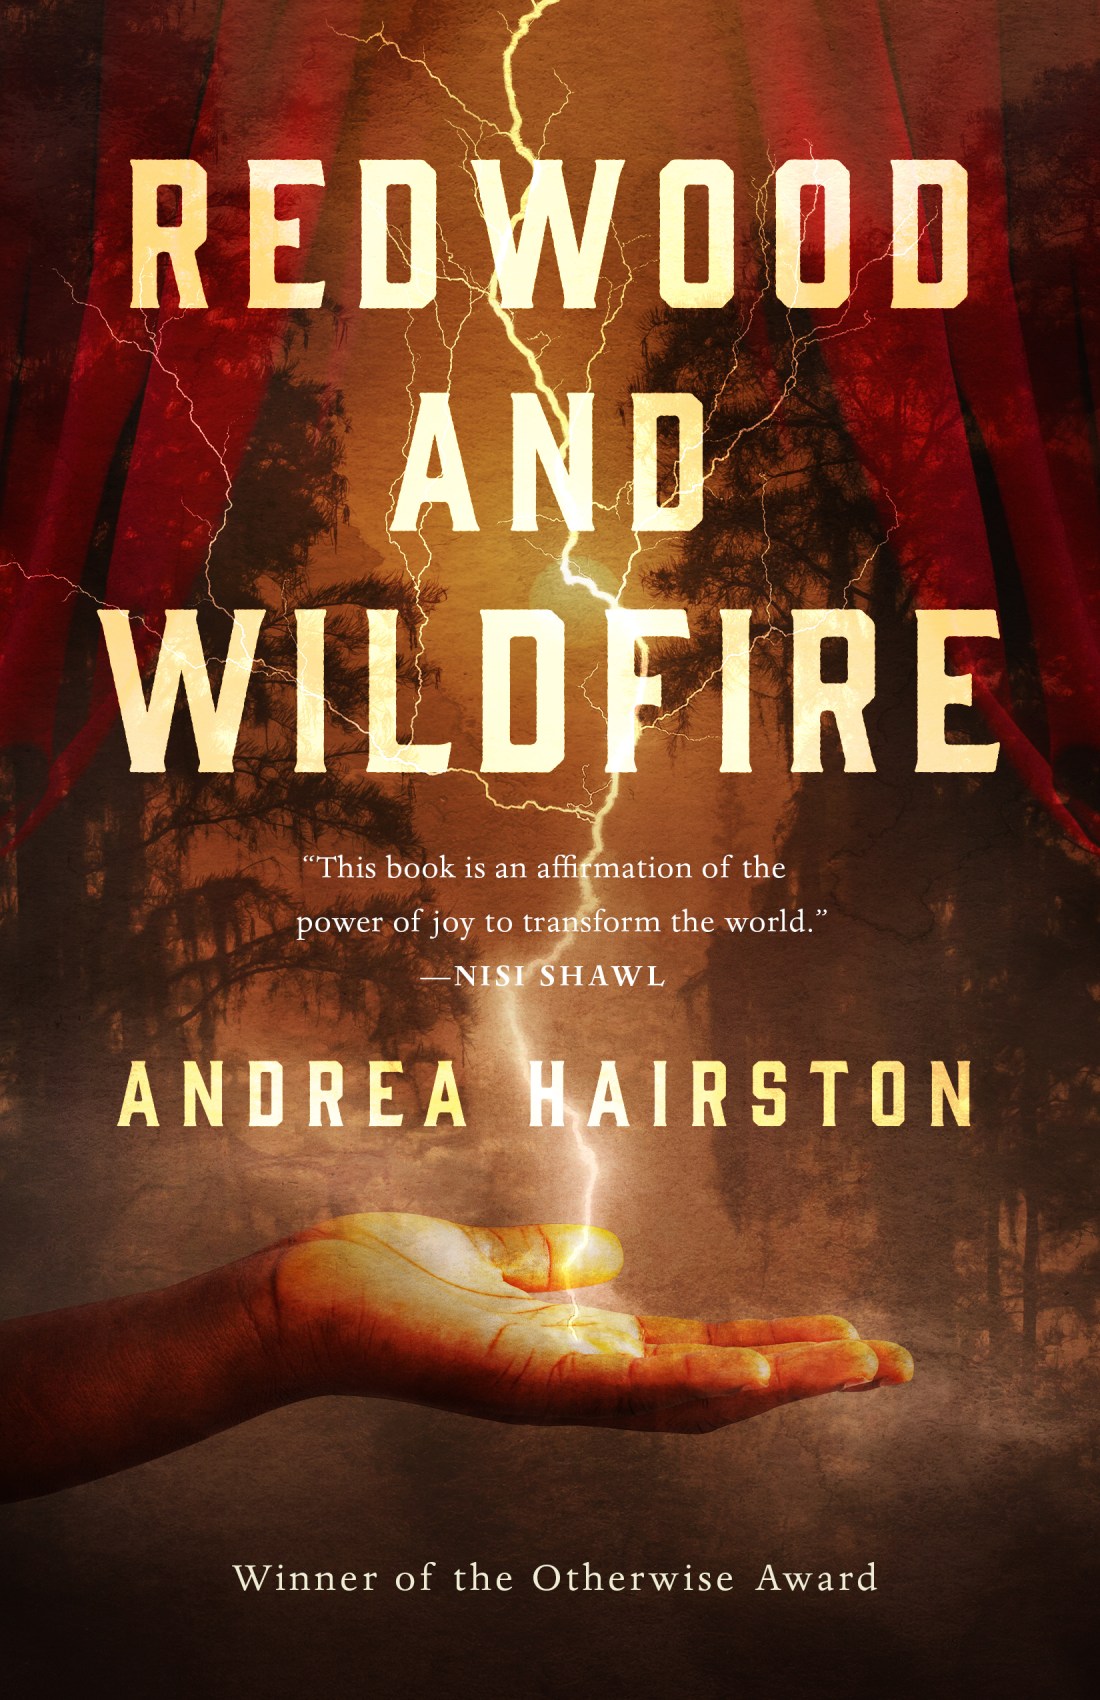 REDWOOD
AND
WILDFIRE
“This book is an affirmation of the
power of joy to transform the world.”
—NISI SHAWL
ANDREA HAIRSTON
Winner of the Otherwise Award